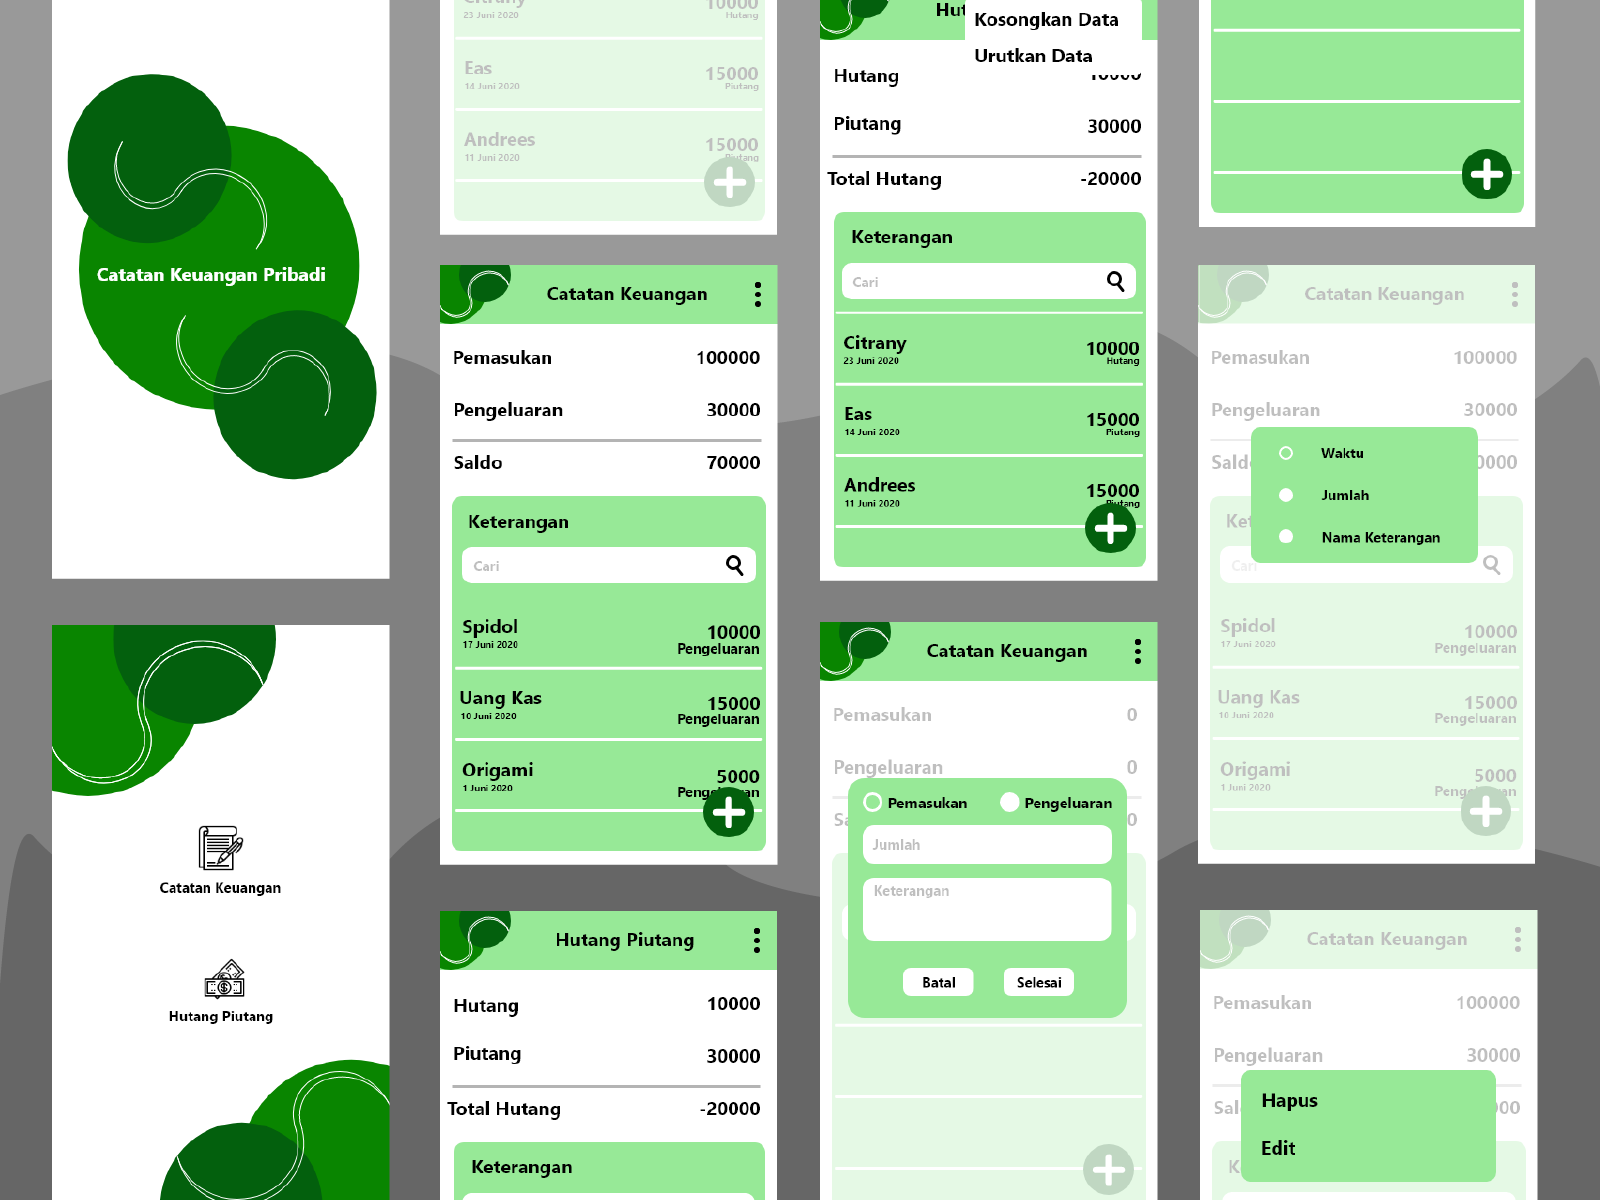 Catatan Keuangan Pribadi
Catatan Keuangan
Hutang Piutang
Citrany
10000
23 Juni 2020
Hutang
Eas
15000
14 Juni 2020
Piutang
Andrees
15000
11 Juni 2020
Piutang
Catatan Keuangan
Pemasukan
100000
Pengeluaran
30000
Saldo
70000
Keterangan
Cari
Spidol
10000
17 Juni 2020
Pengeluaran
Uang Kas
15000
10 Juni 2020
Pengeluaran
Origami
5000
1 Juni 2020
Pengeluaran
Hutang Piutang
Hutang
10000
Piutang
30000
Total Hutang
-20000
Keterangan
Hut
Kosongkan Data
Urutkan Data
Hutang
10000
Piutang
30000
Total Hutang
-20000
Keterangan
Cari
Citrany
10000
23 Juni 2020
Hutang
Eas
15000
14 Juni 2020
Piutang
Andrees
15000
11 Juni 2020
Piutang
Catatan Keuangan
Pemasukan
0
Pengeluaran
0
Sa
0
Pemasukan
Pengeluaran
Jumlah
Keterangan
Batal
Selesai
Catatan Keuangan
Pemasukan
100000
Pengeluaran
30000
Sald
0000
Waktu
Jumlah
Nama Keterangan
Ket
Cari
Spidol
10000
17 Juni 2020
Pengeluaran
Uang Kas
15000
10 Juni 2020
Pengeluaran
Origami
5000
1 Juni 2020
Pengeluaran
Catatan Keuangan
Pemasukan
100000
Pengeluaran
30000
Sal
00
Hapus
Edit
K